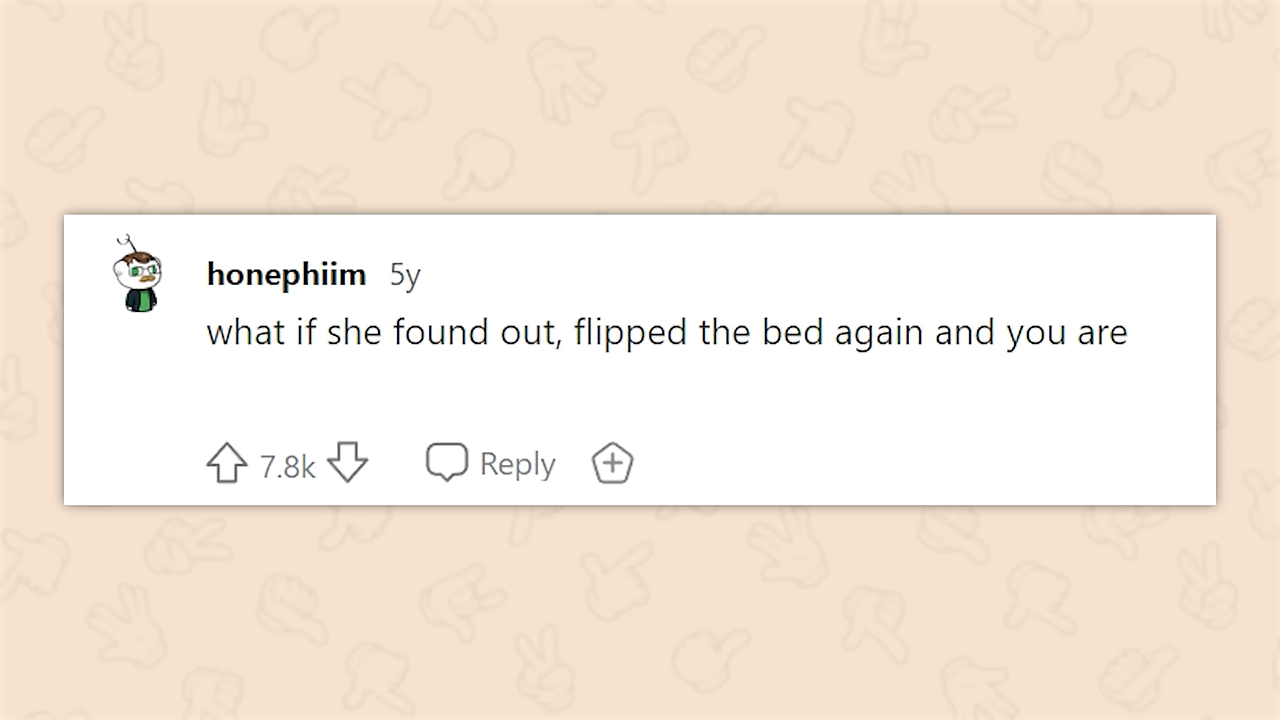 honephiim 5y
what if she found out, flipped the bed again and you are
7.8k Reply